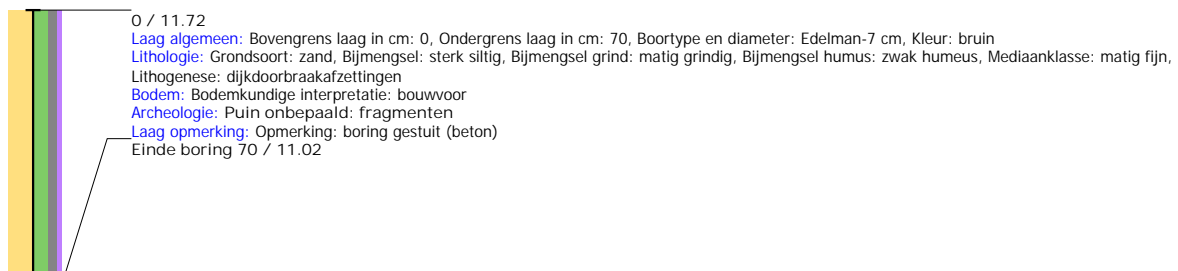 0 / 11.72
Laag algemeen: Bovengrens laag in cm: 0, Ondergrens laag in cm: 70, Boortype en diameter: Edelman-7 cm, Kleur: bruin
Lithologie: Grondsoort: zand, Bijmengsel: sterk siltig, Bijmengsel grind: matig grindig, Bijmengsel humus: zwak humeus, Mediaanklasse: matig fijn,
Lithogenese: dijkdoorbraakafzettingen
Bodem: Bodemkundige interpretatie: bouwvoor
Archeologie: Puin onbepaald: fragmenten
Laag opmerking: Opmerking: boring gestuit (beton)
Einde boring 70 / 11.02